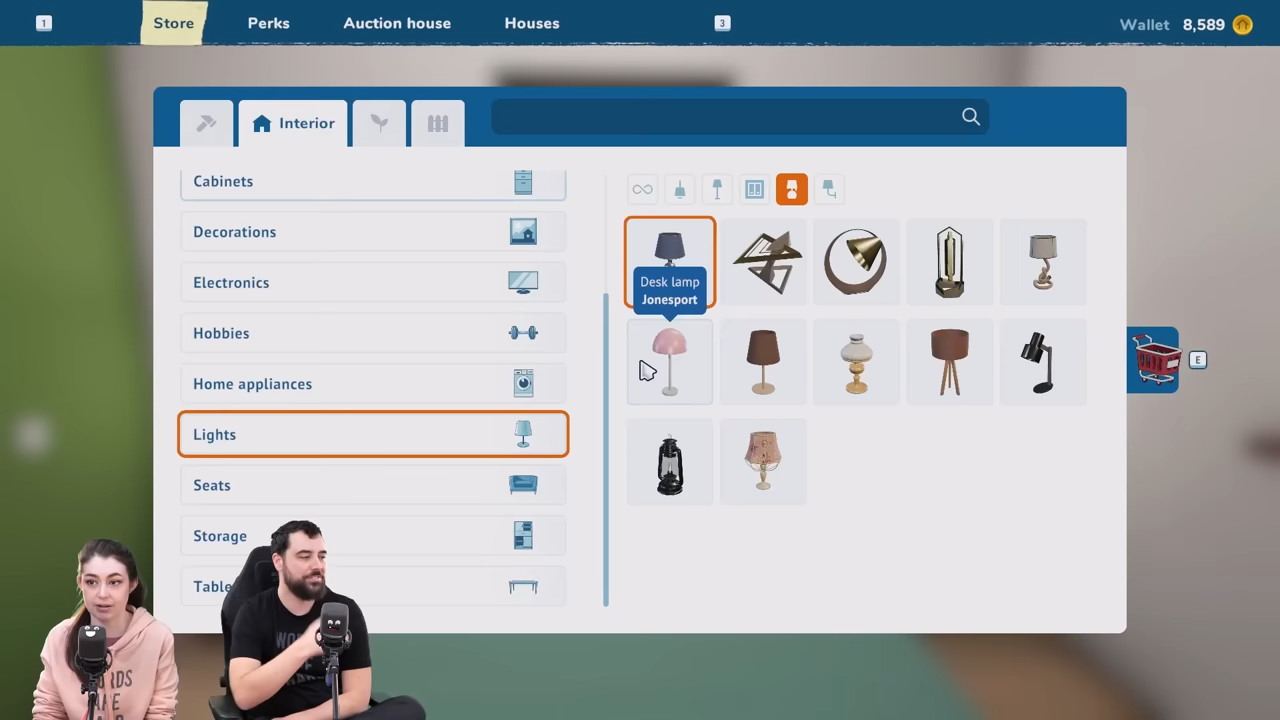 1
Store
Perks
Auction house
Houses
3
Wallet 8,589
Interior
Cabinets
Decorations
Electronics
Hobbies
Home appliances
Lights
Seats
Storage
Desk lamp
Jonesport
E